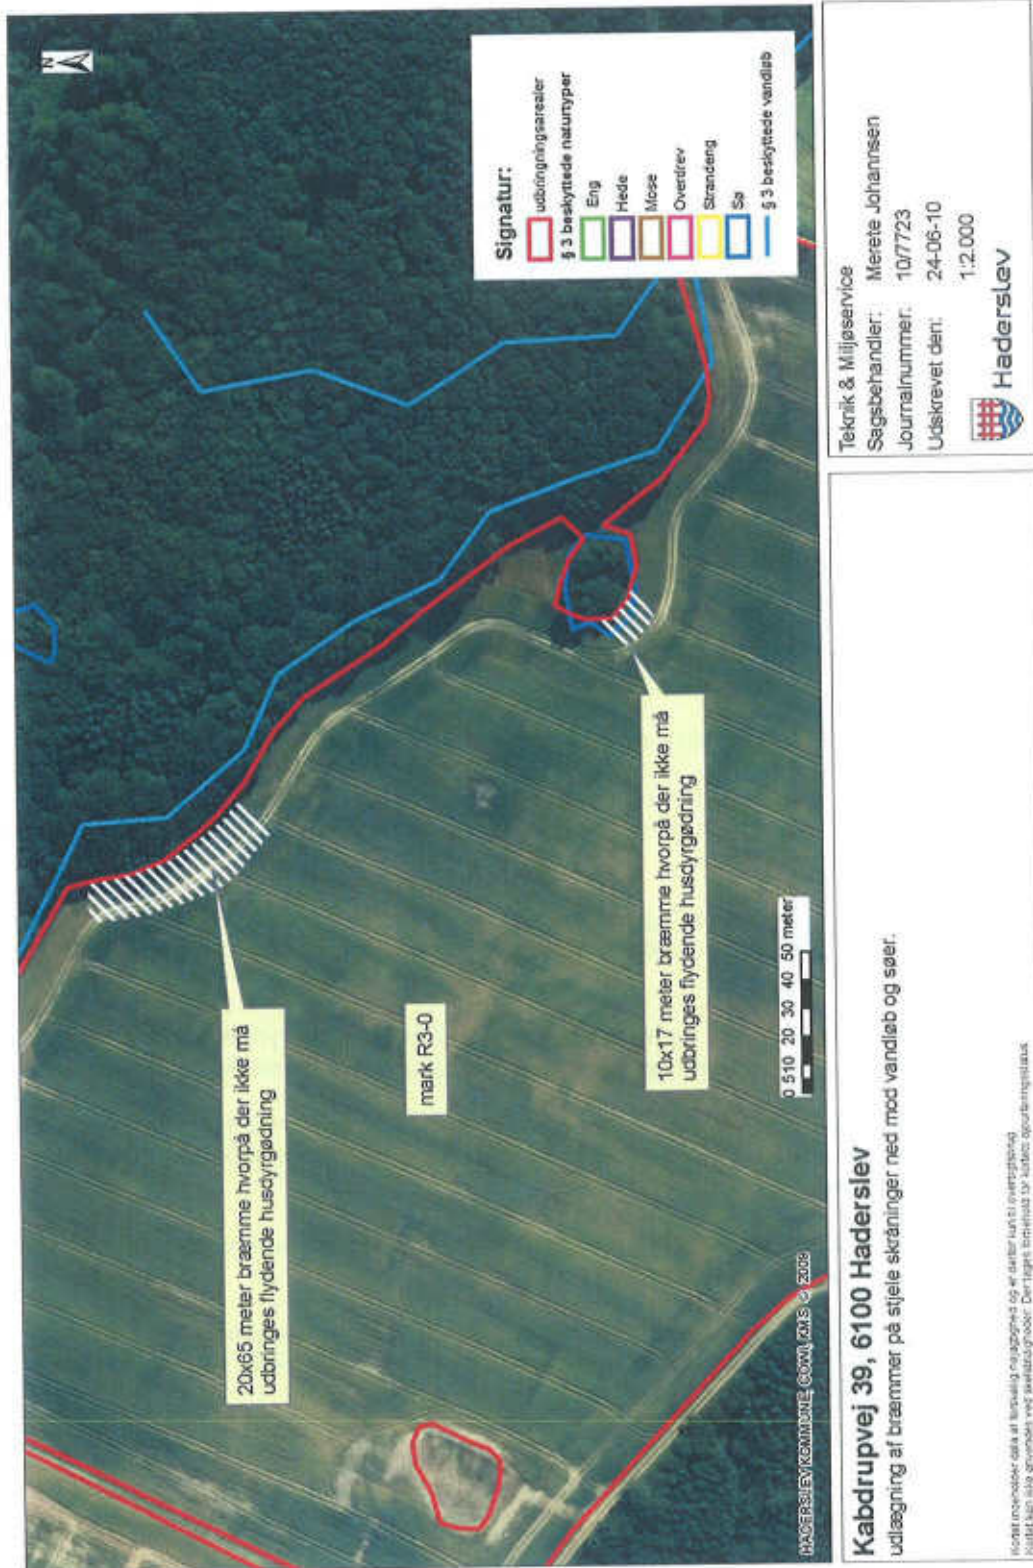 N
20x65 meter bræmme hvorpå der ikke må
udbringes flydende husdyrgødning
mark R3-0
10x17 meter bræmme hvorpå der ikke må
udbringes flydende husdyrgødning
Signatur:
udbringningsarealer
§ 3 beskyttede naturtyper
Eng
Hede
Mose
Overdrev
Strandeng
Sø
§ 3 beskyttede vandløb
0 5 10 20 30 40 50 meter
HADERSLEV KOMMUNE, COWI, KMS © 2009
Kabdrupvej 39, 6100 Haderslev
udlægning af bræmmer på stjele skråninger ned mod vandløb og søer.
Teknik & Miljøservice
Sagsbehandler: Merete Johannsen
Journalnummer: 10/7723
Udskrevet den: 24-06-10
1:2.000
Haderslev